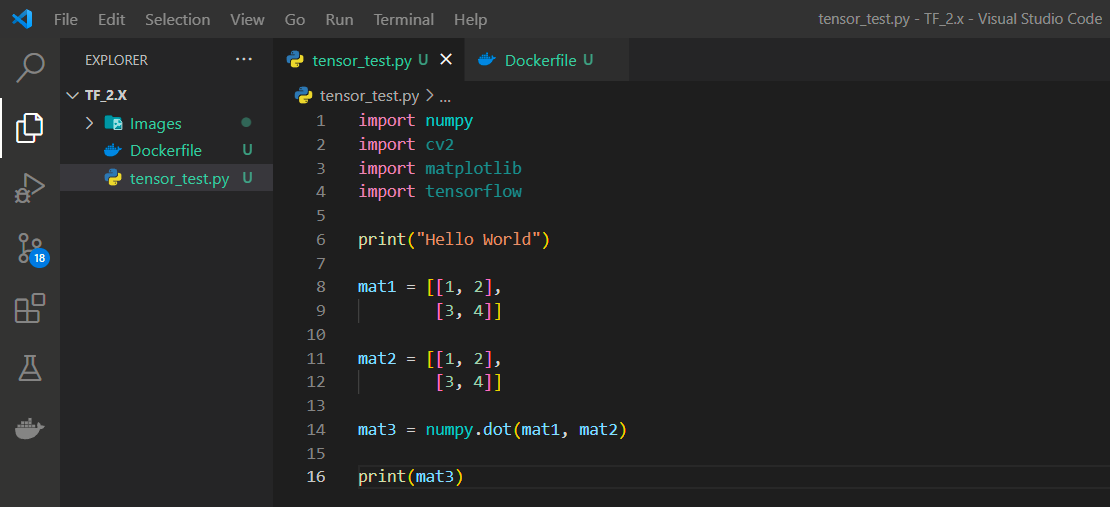 File Edit Selection View Go Run Terminal Help tensor_test.py - TF_2.x - Visual Studio Code
EXPLORER ...
TF_2.X
Images
Dockerfile U
tensor_test.py U
18
tensor_test.py U Dockerfile U
tensor_test.py > ...
1 import numpy
2 import cv2
3 import matplotlib
4 import tensorflow
5
6 print("Hello World")
7
8 mat1 = [[1, 2],
9         [3, 4]]
10
11 mat2 = [[1, 2],
12         [3, 4]]
13
14 mat3 = numpy.dot(mat1, mat2)
15
16 print(mat3)